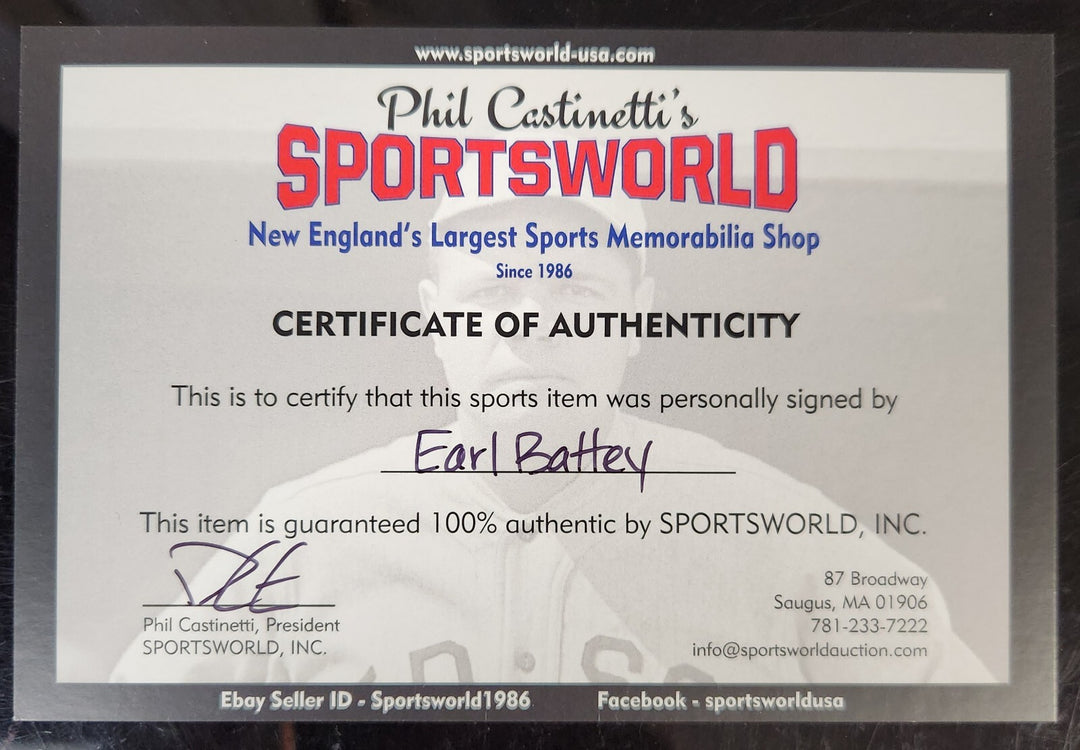 www.sportsworld-usa.com
Phil Castinetti's
SPORTSWORLD
New England's Largest Sports Memorabilia Shop
Since 1986
CERTIFICATE OF AUTHENTICITY
This is to certify that this sports item was personally signed by
Earl Battey
This item is guaranteed 100% authentic by SPORTSWORLD, INC.
Phil Castinetti, President
SPORTSWORLD, INC.
87 Broadway
Saugus, MA 01906
781-233-7222
info@sportsworldauction.com
Ebay Seller ID - Sportsworld1986
Facebook - sportsworldusa